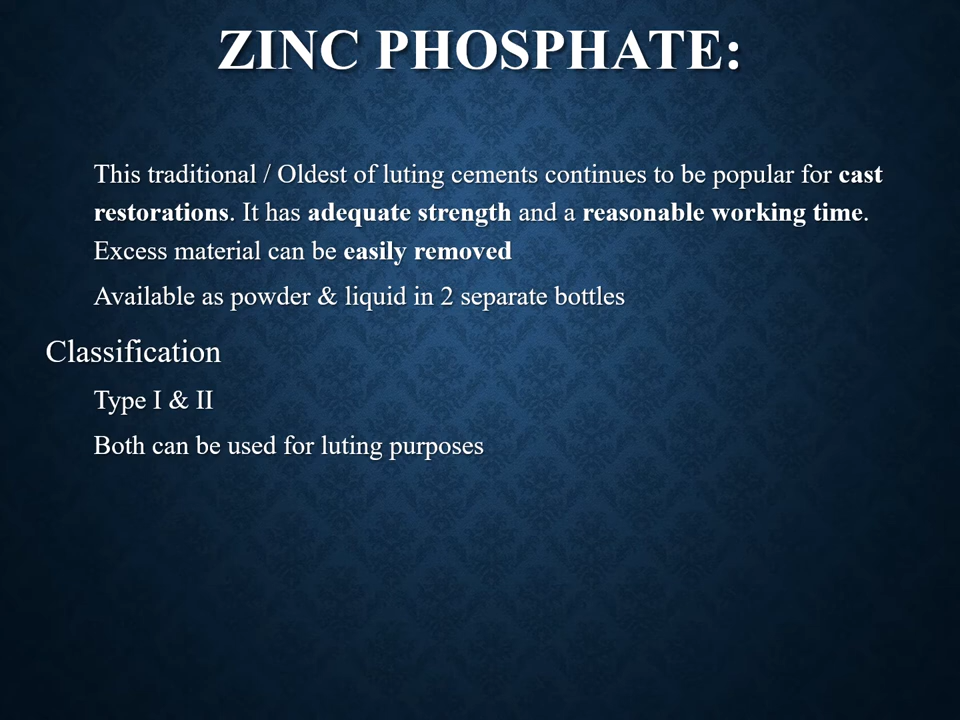 ZINC PHOSPHATE:
This traditional / Oldest of luting cements continues to be popular for cast
restorations. It has adequate strength and a reasonable working time.
Excess material can be easily removed
Available as powder & liquid in 2 separate bottles
Classification
Type I & II
Both can be used for luting purposes